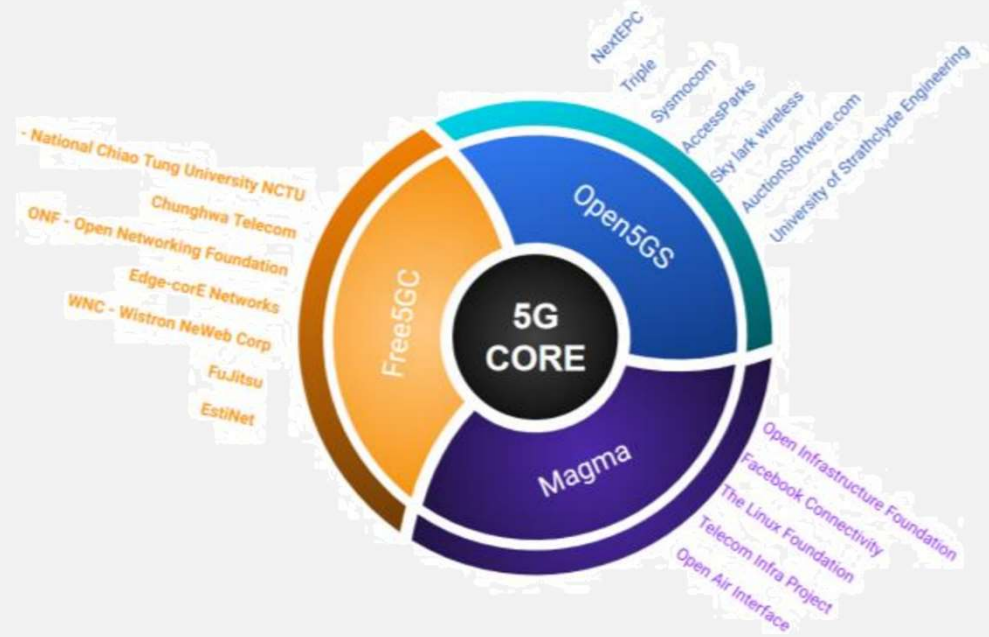 NextEPC
Triple
Sysmocom
AccessParks
Sky lark wireless
AuctionSoftware.com
University of Strathclyde Engineering
- National Chiao Tung University NCTU
Chunghwa Telecom
ONF - Open Networking Foundation
Edge-corE Networks
WNC - Wistron NeWeb Corp
FuJitsu
EstiNet
Open5GS
Free5GC
5G
CORE
Magma
Open Infrastructure Foundation
Facebook Connectivity
The Linux Foundation
Telecom Infra Project
Open Air Interface